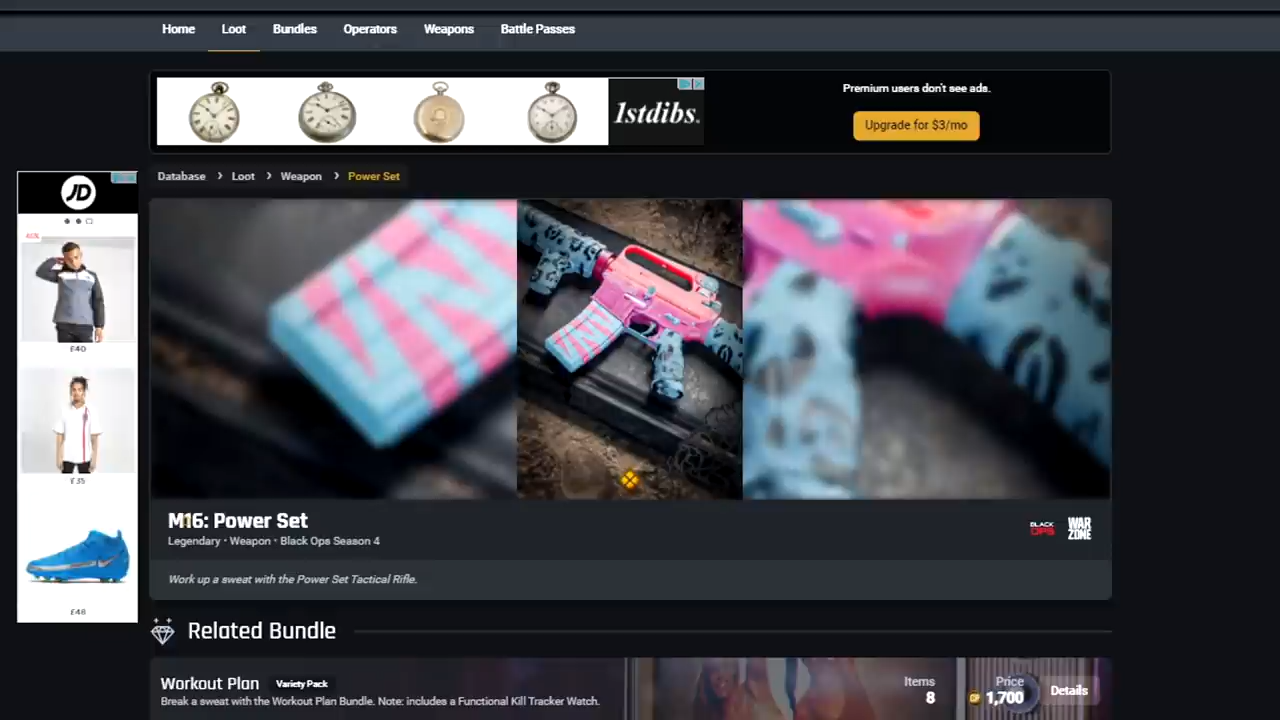 Home Loot Bundles Operators Weapons Battle Passes
1stdibs.
Premium users don't see ads.
Upgrade for $3/mo
JD
Database > Loot > Weapon > Power Set
£40
£35
£48
M16: Power Set
BLACK OPS WAR ZONE
Legendary • Weapon • Black Ops Season 4
Work up a sweat with the Power Set Tactical Rifle.
Related Bundle
Workout Plan Variety Pack
Break a sweat with the Workout Plan Bundle. Note: includes a Functional Kill Tracker Watch.
Items
8
Price
CP 1,700
Details